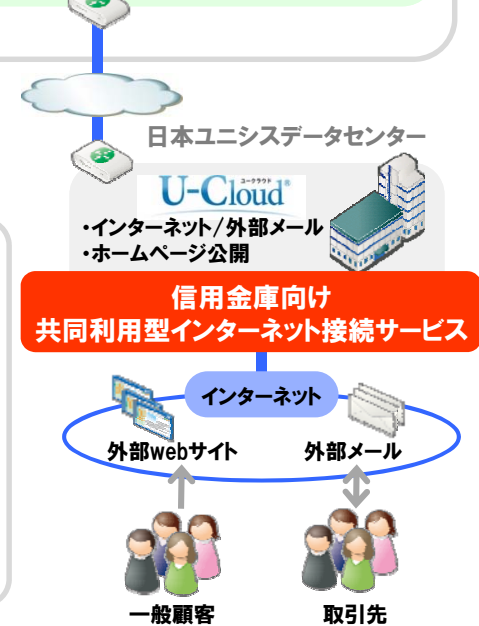 日本ユニシスデータセンター
ユークラウド
U-Cloud®
・インターネット/外部メール
・ホームページ公開
信用金庫向け
共同利用型インターネット接続サービス
インターネット
外部webサイト 外部メール
一般顧客 取引先